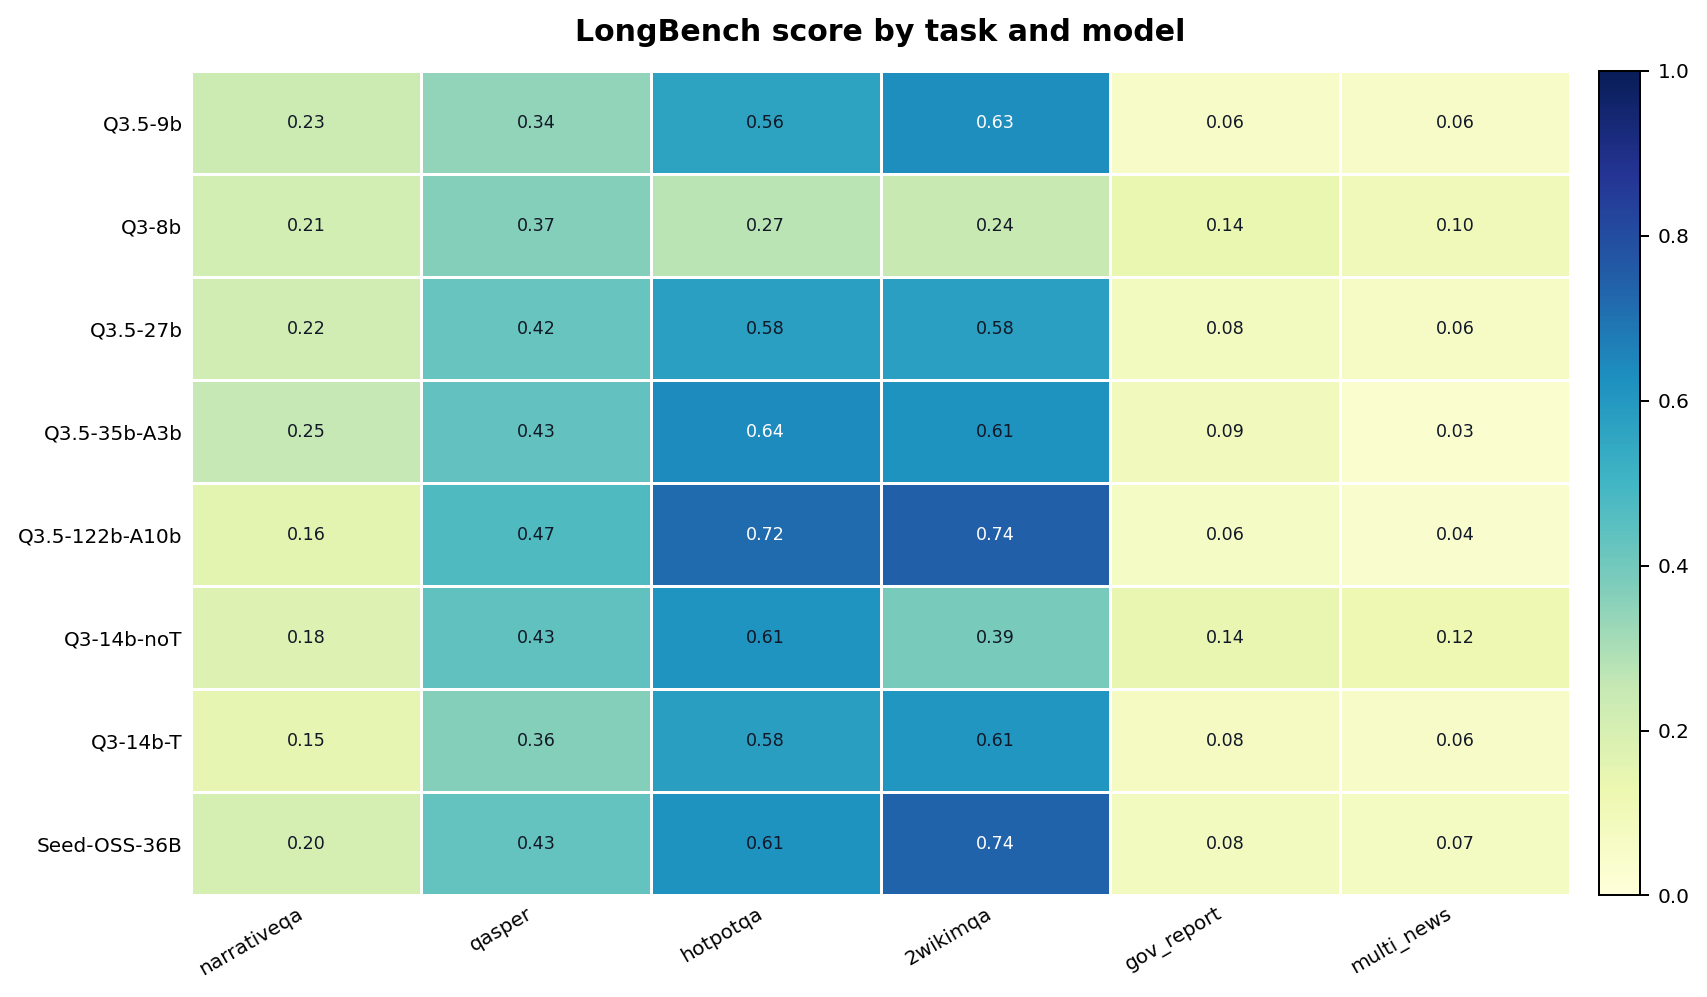 LongBench score by task and model
Q3.5-9b 0.23 0.34 0.56 0.63 0.06 0.06
Q3-8b 0.21 0.37 0.27 0.24 0.14 0.10
Q3.5-27b 0.22 0.42 0.58 0.58 0.08 0.06
Q3.5-35b-A3b 0.25 0.43 0.64 0.61 0.09 0.03
Q3.5-122b-A10b 0.16 0.47 0.72 0.74 0.06 0.04
Q3-14b-noT 0.18 0.43 0.61 0.39 0.14 0.12
Q3-14b-T 0.15 0.36 0.58 0.61 0.08 0.06
Seed-OSS-36B 0.20 0.43 0.61 0.74 0.08 0.07
narrativeqa qasper hotpotqa 2wikimqa gov_report multi_news
1.0
0.8
0.6
0.4
0.2
0.0